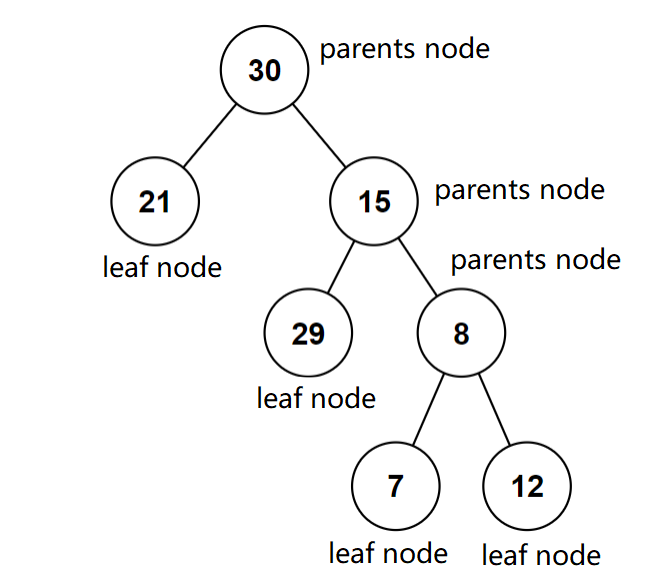 30
parents node
21
15
parents node
leaf node
parents node
29
8
leaf node
7
12
leaf node
leaf node